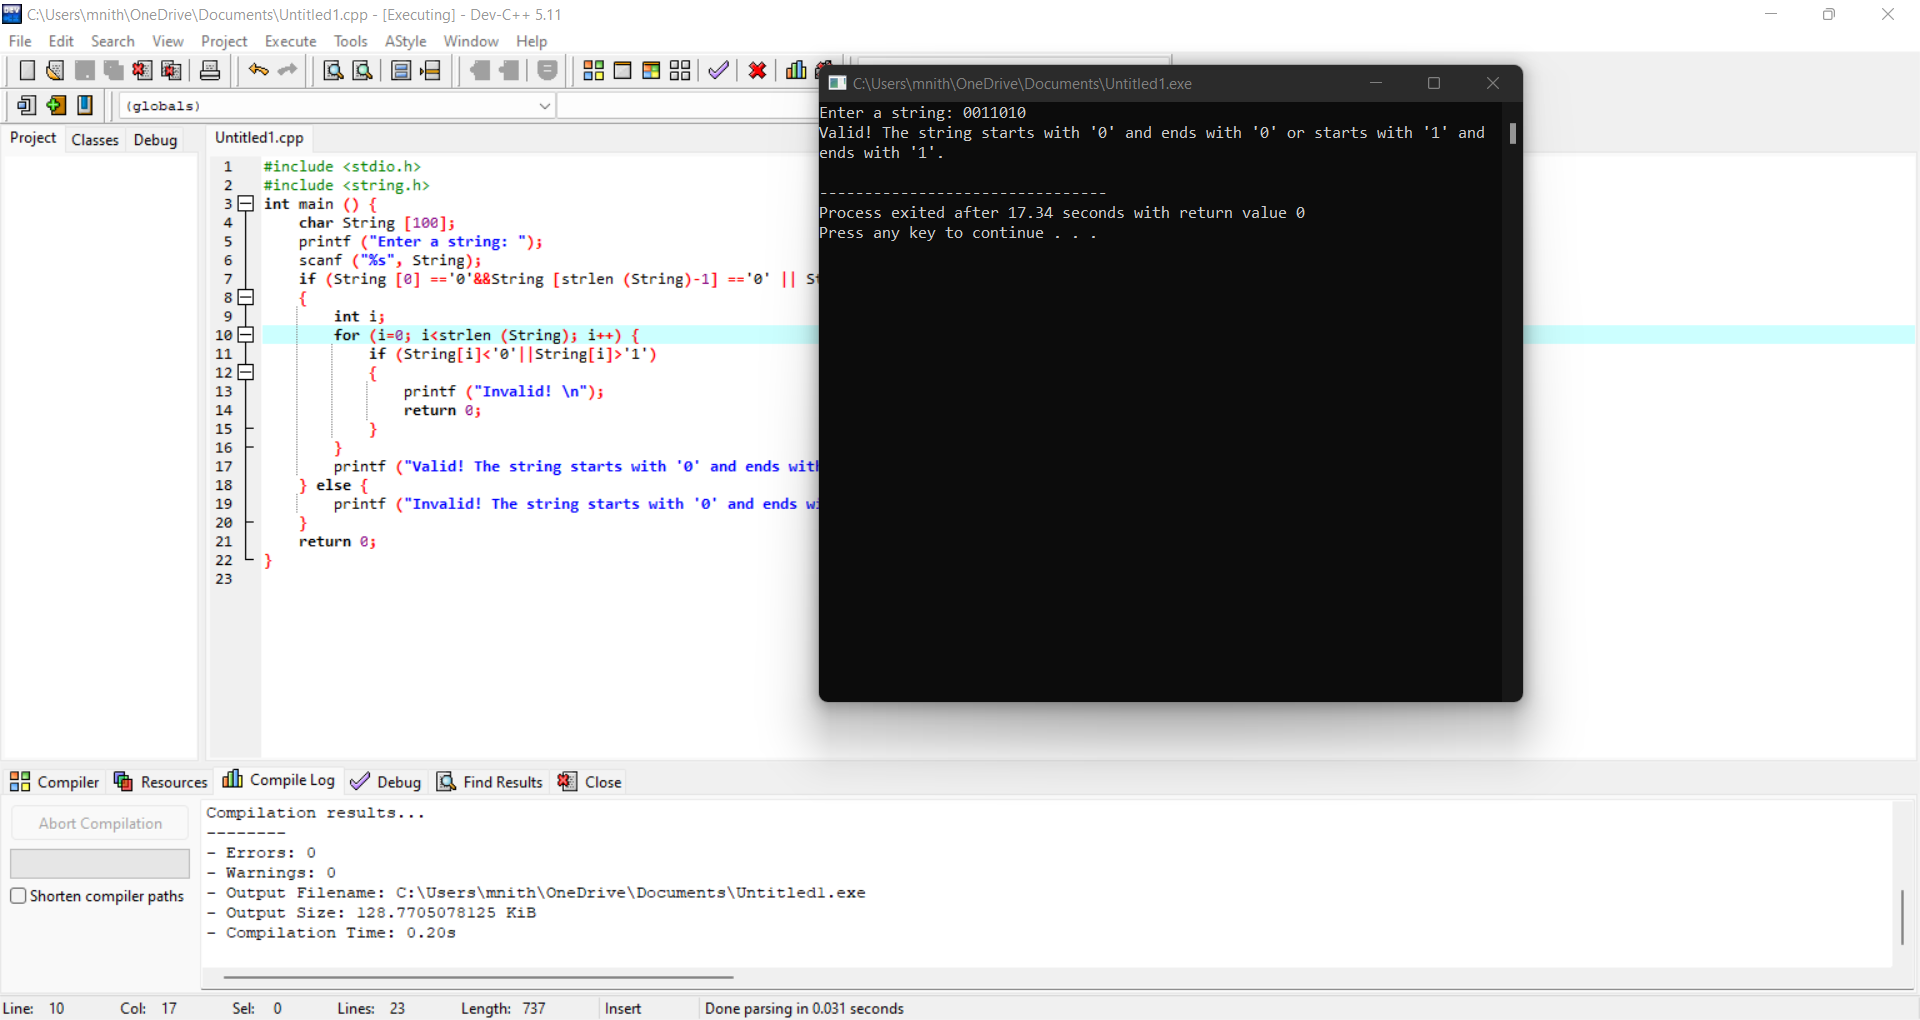 C:\Users\mnith\OneDrive\Documents\Untitled1.cpp - [Executing] - Dev-C++ 5.11
File Edit Search View Project Execute Tools AStyle Window Help
(globals)
Project Classes Debug
Untitled1.cpp
1 #include <stdio.h>
2 #include <string.h>
3 int main () {
4 char String [100];
5 printf ("Enter a string: ");
6 scanf ("%s", String);
7 if (String [0] =='0'&&String [strlen (String)-1] =='0' || St
8 {
9 int i;
10 for (i=0; i<strlen (String); i++) {
11 if (String[i]<'0'||String[i]>'1')
12 {
13 printf ("Invalid! \n");
14 return 0;
15 }
16 }
17 printf ("Valid! The string starts with '0' and ends with
18 } else {
19 printf ("Invalid! The string starts with '0' and ends wi
20 }
21 return 0;
22 }
23
C:\Users\mnith\OneDrive\Documents\Untitled1.exe
Enter a string: 0011010
Valid! The string starts with '0' and ends with '0' or starts with '1' and
ends with '1'.
--------------------------------
Process exited after 17.34 seconds with return value 0
Press any key to continue . . .
Compiler Resources Compile Log Debug Find Results Close
Abort Compilation
Shorten compiler paths
Compilation results...
--------
- Errors: 0
- Warnings: 0
- Output Filename: C:\Users\mnith\OneDrive\Documents\Untitled1.exe
- Output Size: 128.7705078125 KiB
- Compilation Time: 0.20s
Line: 10 Col: 17 Sel: 0 Lines: 23 Length: 737 Insert Done parsing in 0.031 seconds